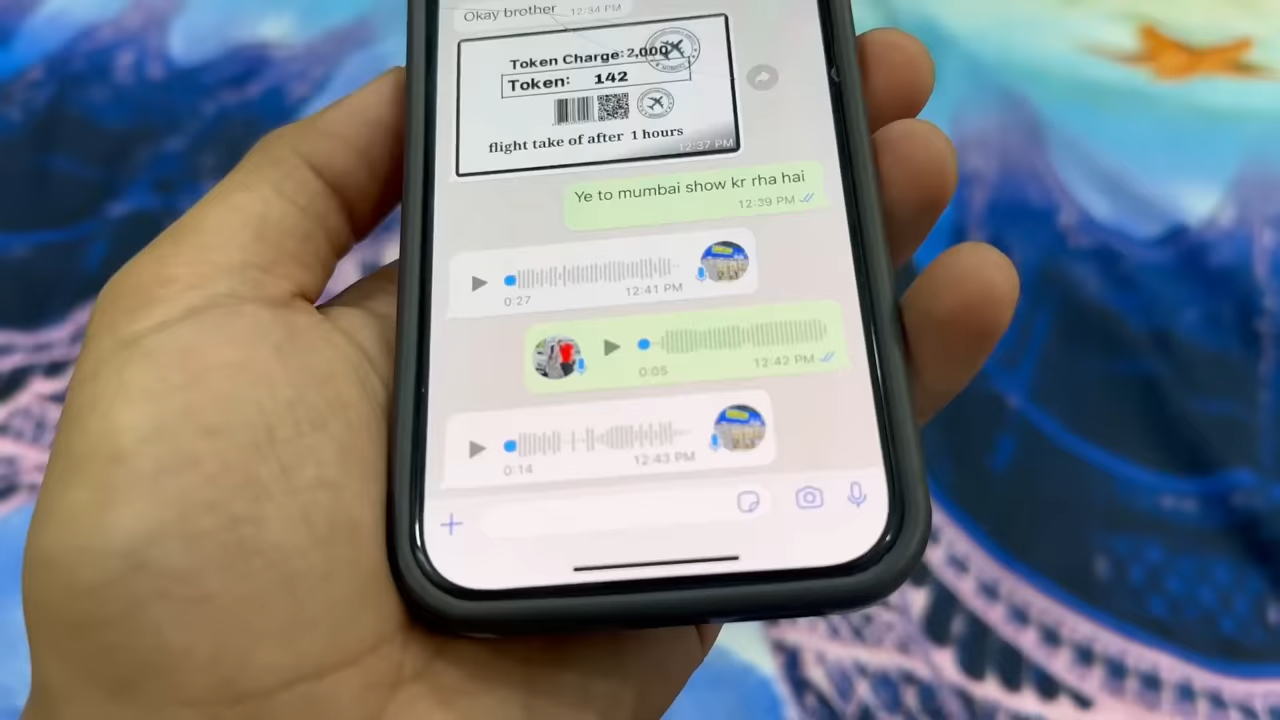 Okay brother 12:34 PM
Token Charge: 2,000
Token: 142
flight take of after 1 hours
12:37 PM
Ye to mumbai show kr rha hai
12:39 PM
0:27 12:41 PM
0:05 12:42 PM
0:14 12:43 PM